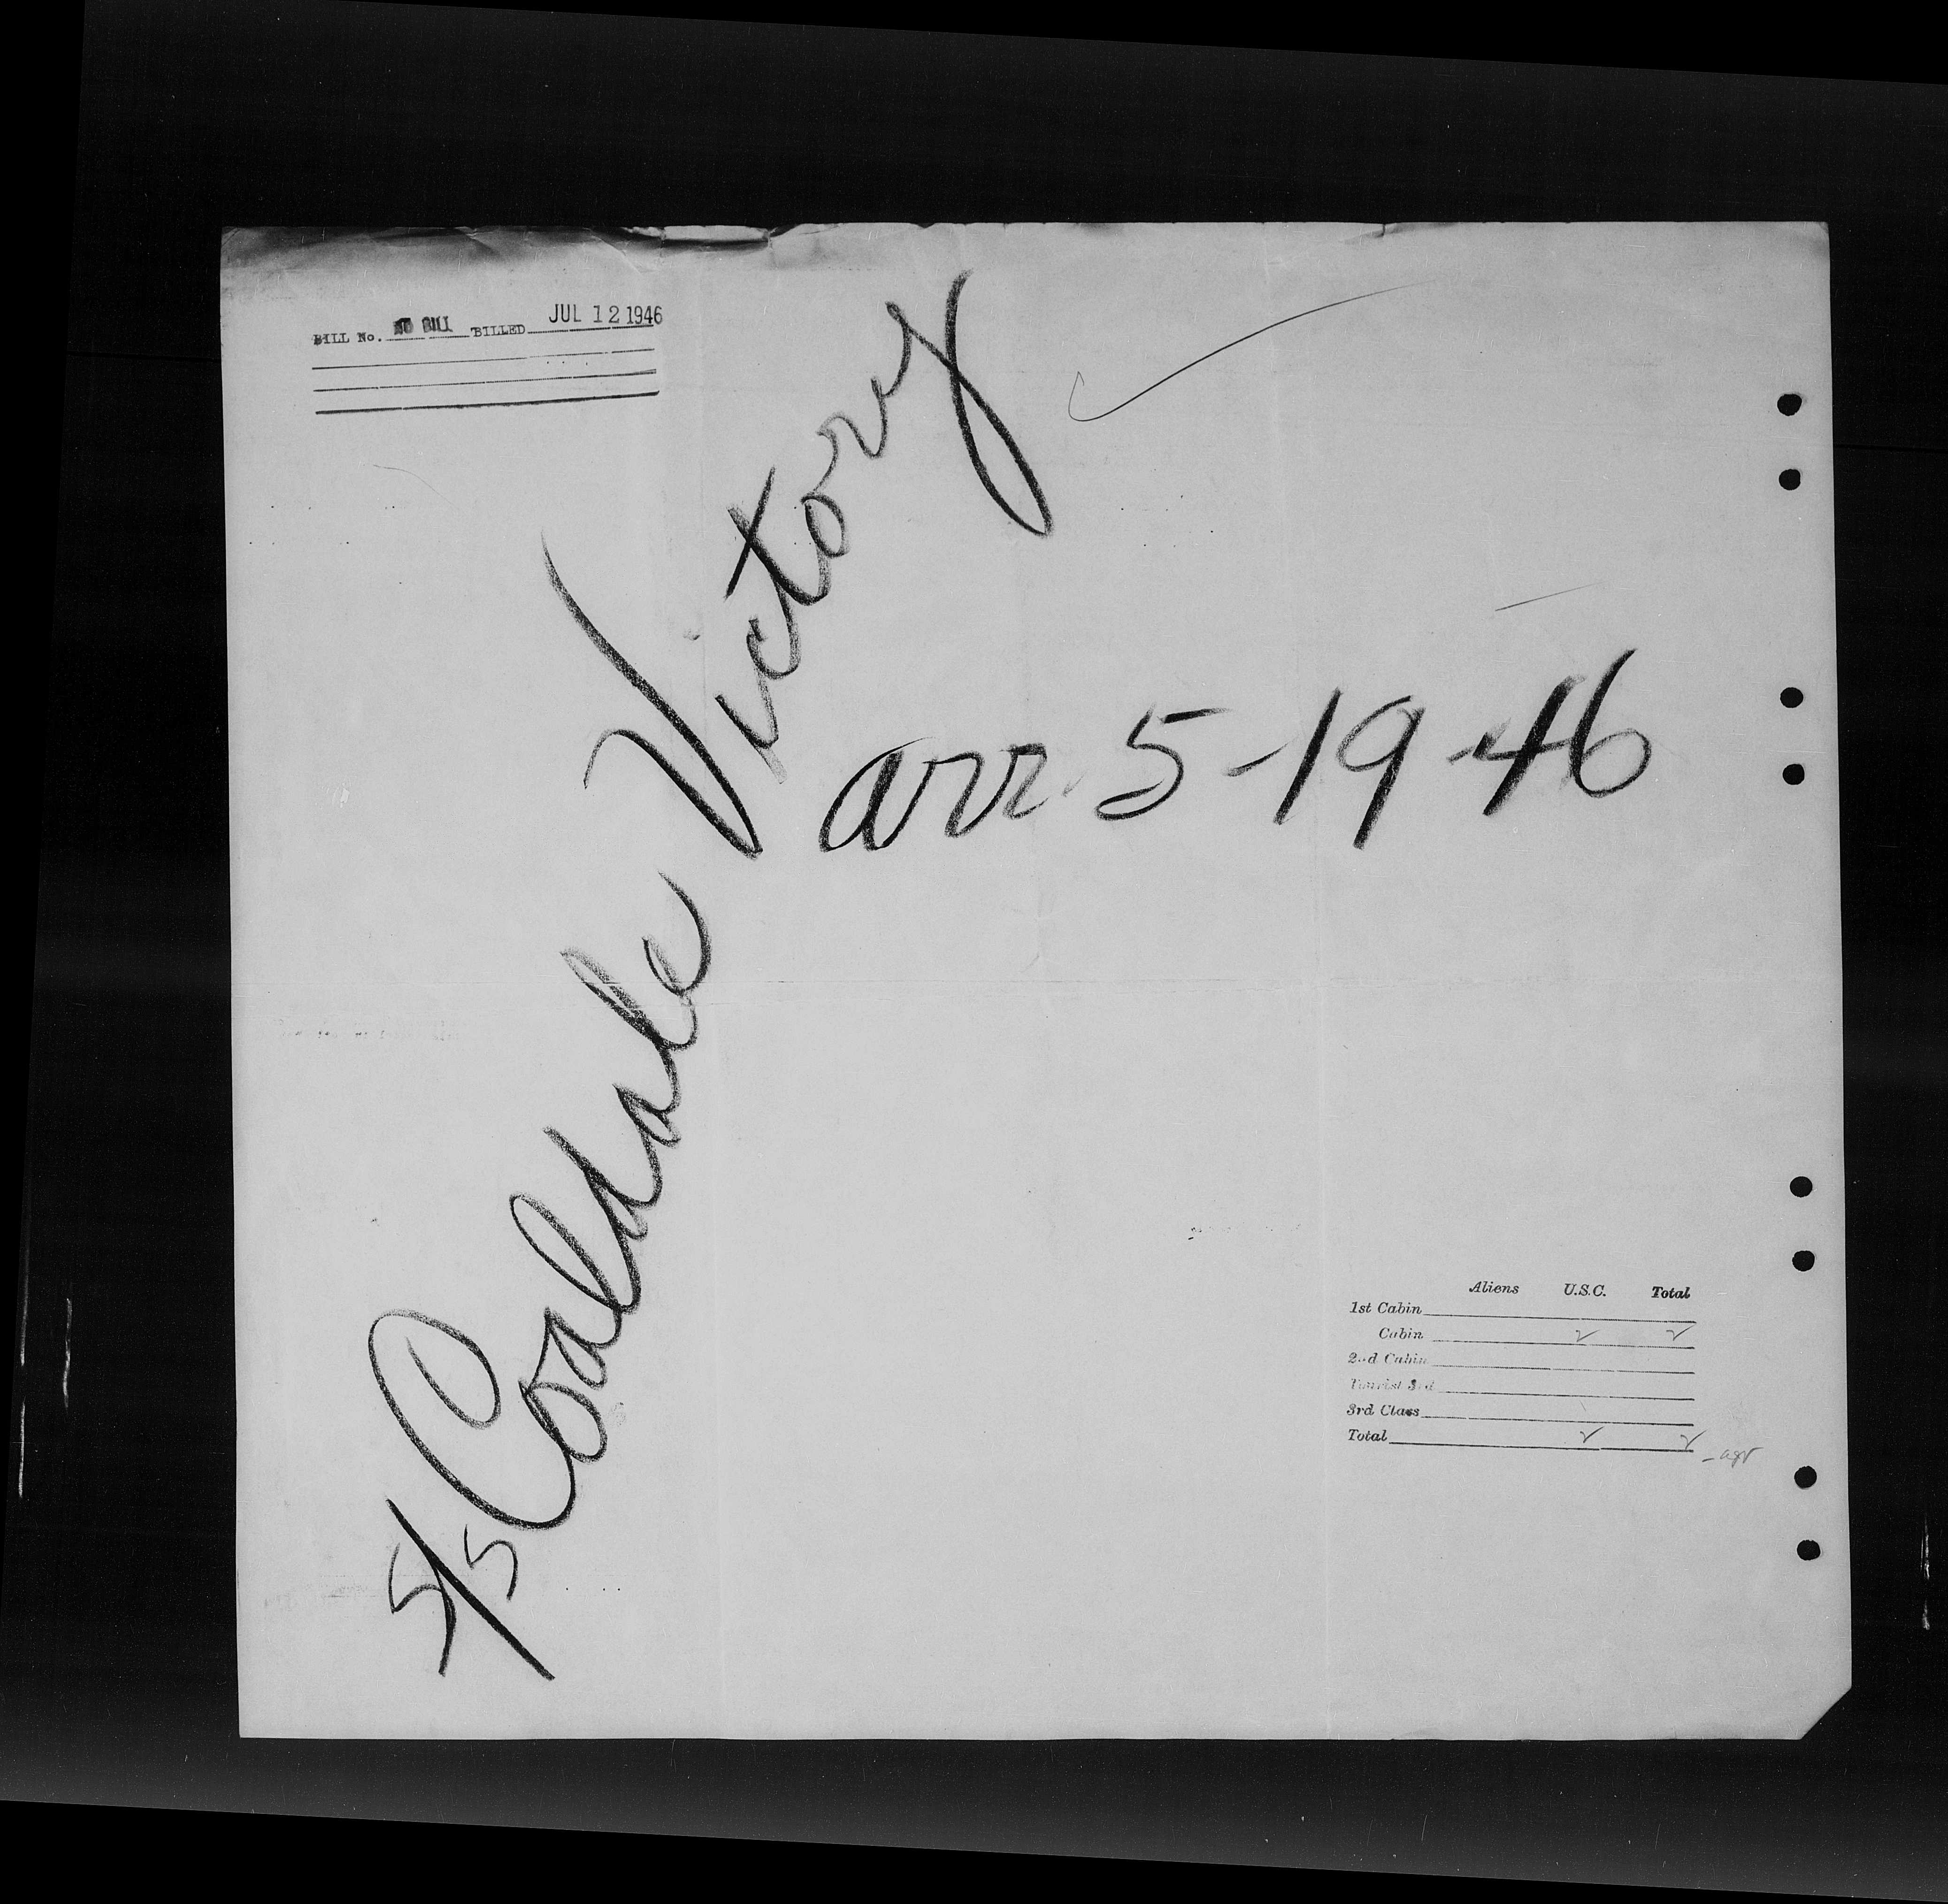 BILL No. NO BILL BILLED JUL 12 1946
S/S Coaldale Victory
arr. 5-19-46
Aliens U.S.C. Total
1st Cabin
Cabin ✓ ✓
2nd Cabin
Tourist 3rd
3rd Class
Total ✓ ✓